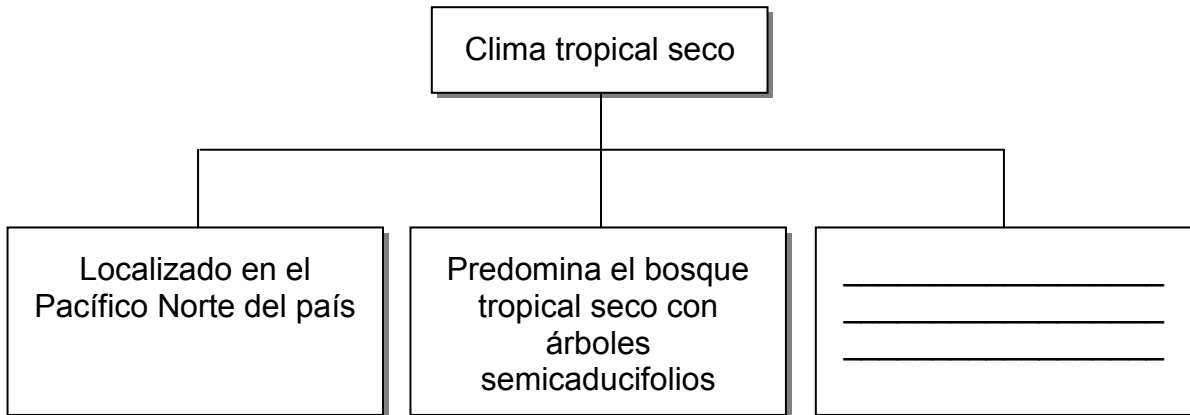 Clima tropical seco
Localizado en el
Pacífico Norte del país
Predomina el bosque
tropical seco con
árboles
semicaducifolios